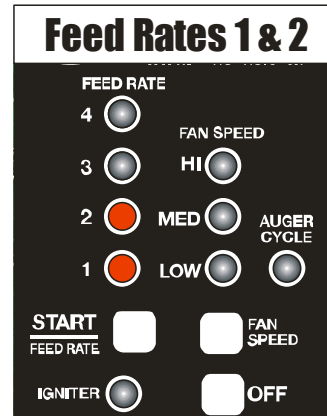 Feed Rates 1 & 2
FEED RATE
4
FAN SPEED
3 HI
2 MED AUGER
CYCLE
1 LOW
START FAN
FEED RATE SPEED
IGNITER OFF